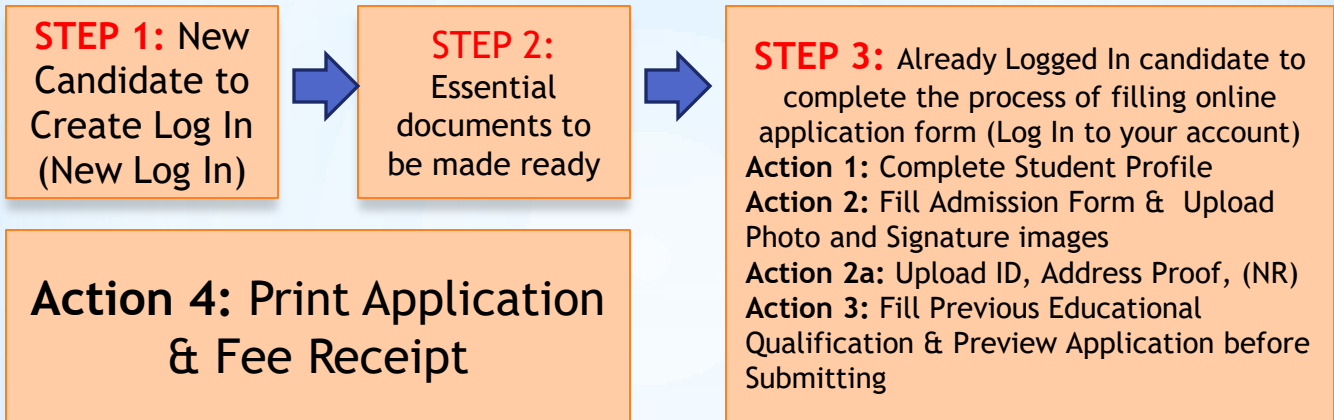 STEP 1: New
Candidate to
Create Log In
(New Log In)
STEP 2:
Essential
documents to
be made ready
STEP 3: Already Logged In candidate to
complete the process of filling online
application form (Log In to your account)
Action 1: Complete Student Profile
Action 2: Fill Admission Form & Upload
Photo and Signature images
Action 2a: Upload ID, Address Proof, (NR)
Action 3: Fill Previous Educational
Qualification & Preview Application before
Submitting
Action 4: Print Application
& Fee Receipt